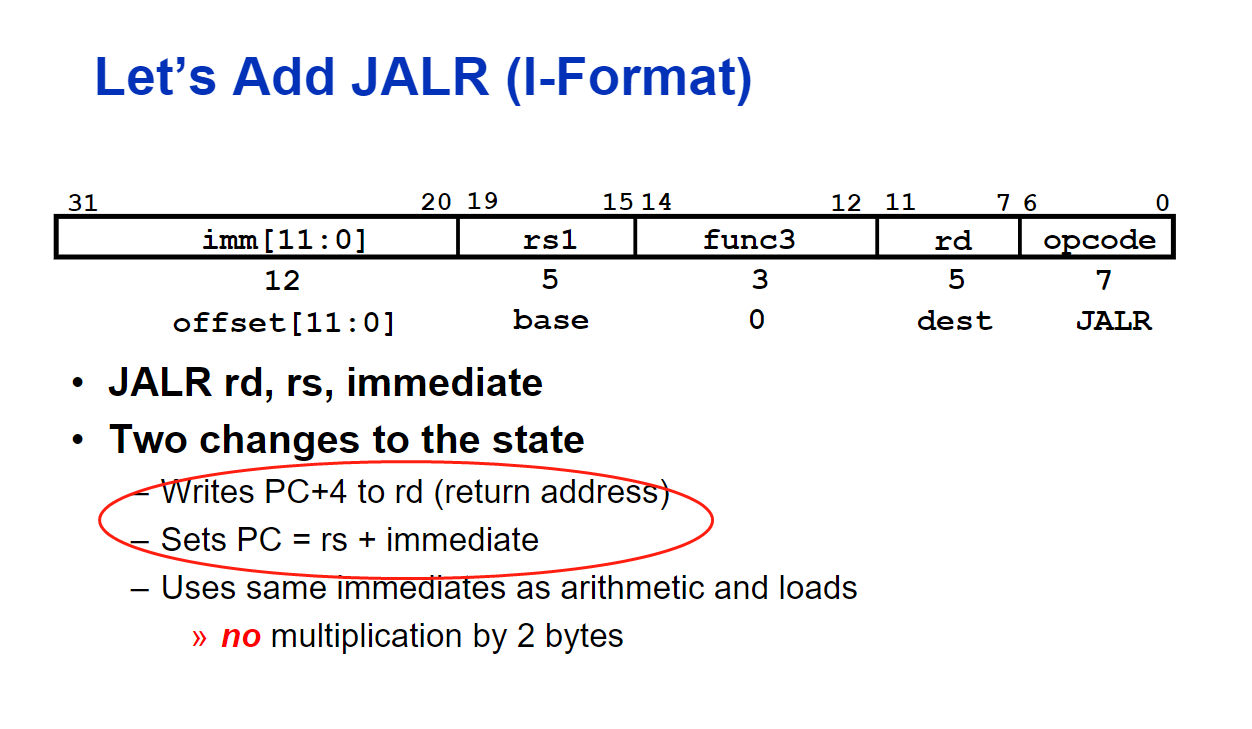 Let's Add JALR (I-Format)
31 20 19 15 14 12 11 7 6 0
imm[11:0] rs1 func3 rd opcode
12 5 3 5 7
offset[11:0] base 0 dest JALR
• JALR rd, rs, immediate
• Two changes to the state
– Writes PC+4 to rd (return address)
– Sets PC = rs + immediate
– Uses same immediates as arithmetic and loads
» no multiplication by 2 bytes